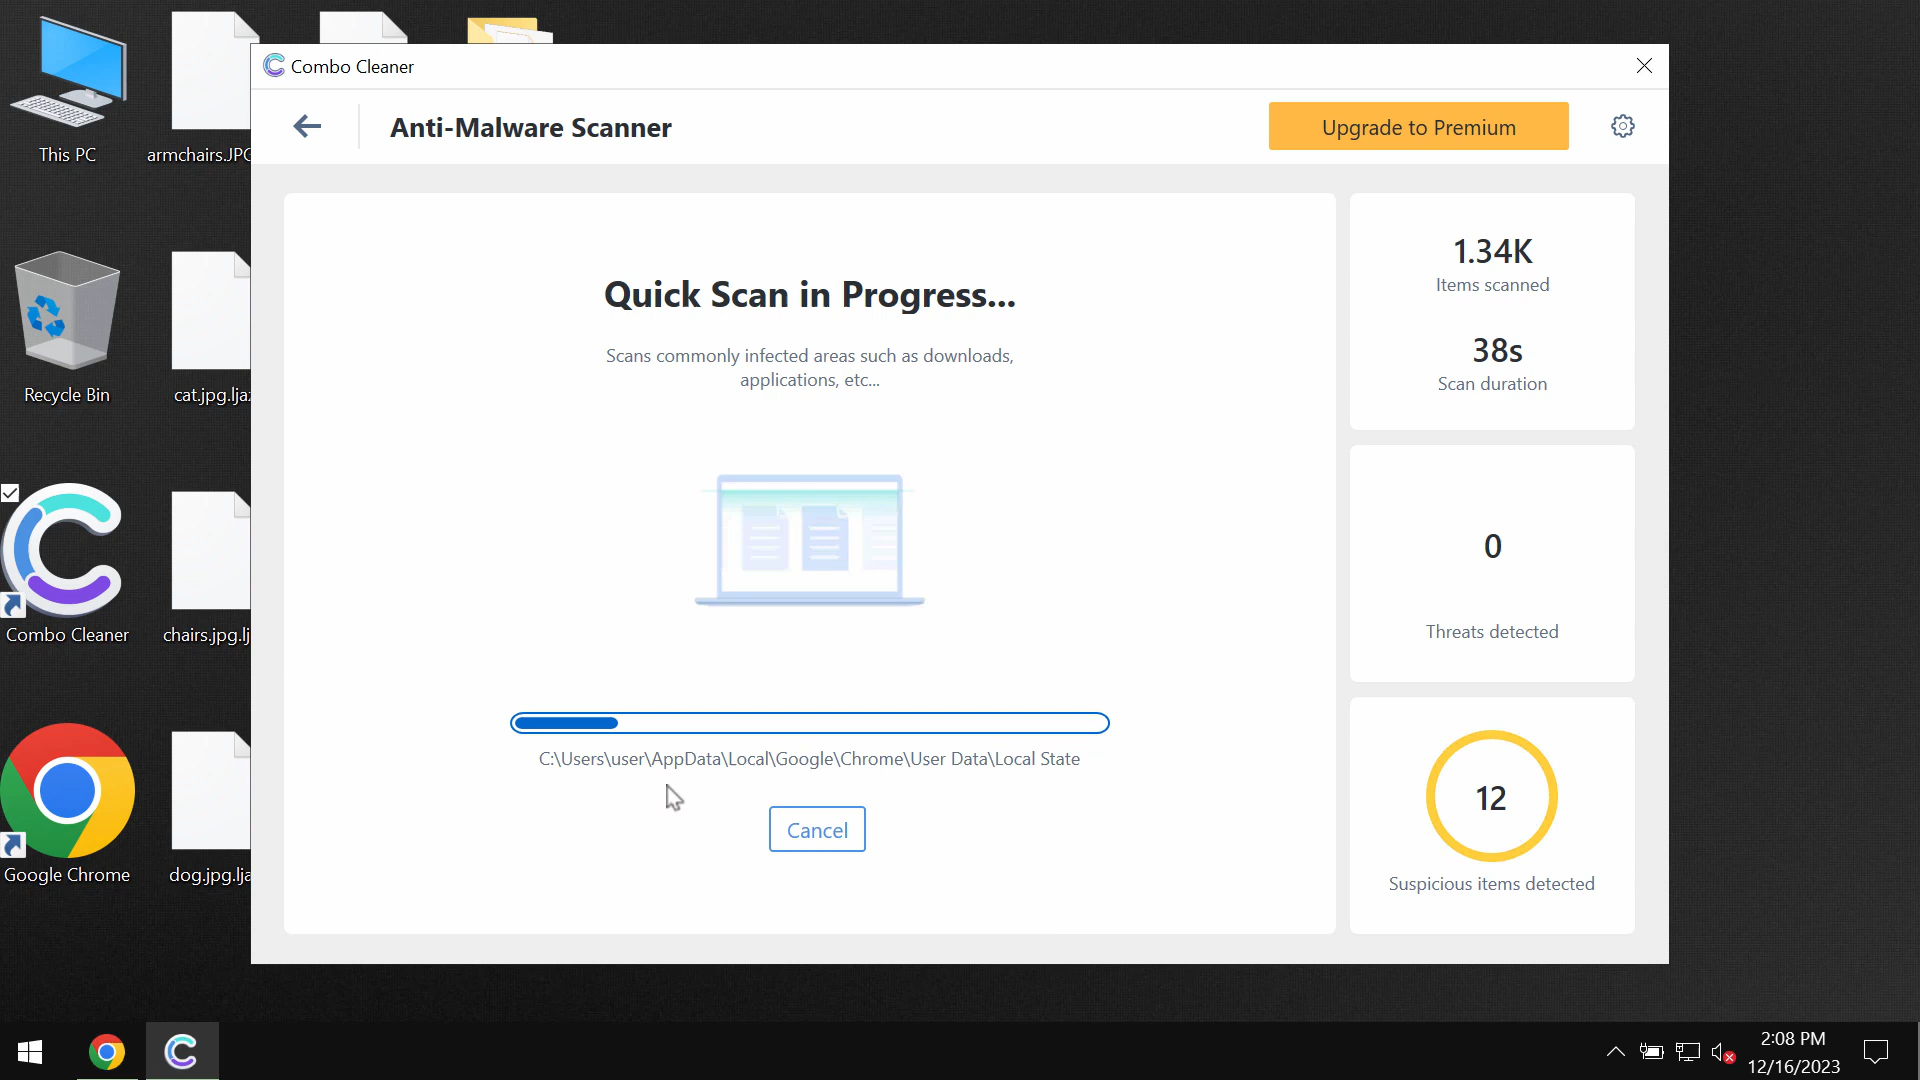 This PC
armchairs.JPG
Recycle Bin
cat.jpg.lja
Combo Cleaner
chairs.jpg.lj
Google Chrome
dog.jpg.lja
Combo Cleaner
Anti-Malware Scanner
Upgrade to Premium
Quick Scan in Progress...
Scans commonly infected areas such as downloads,
applications, etc...
C:\Users\user\AppData\Local\Google\Chrome\User Data\Local State
Cancel
1.34K
Items scanned
38s
Scan duration
0
Threats detected
12
Suspicious items detected
2:08 PM
12/16/2023